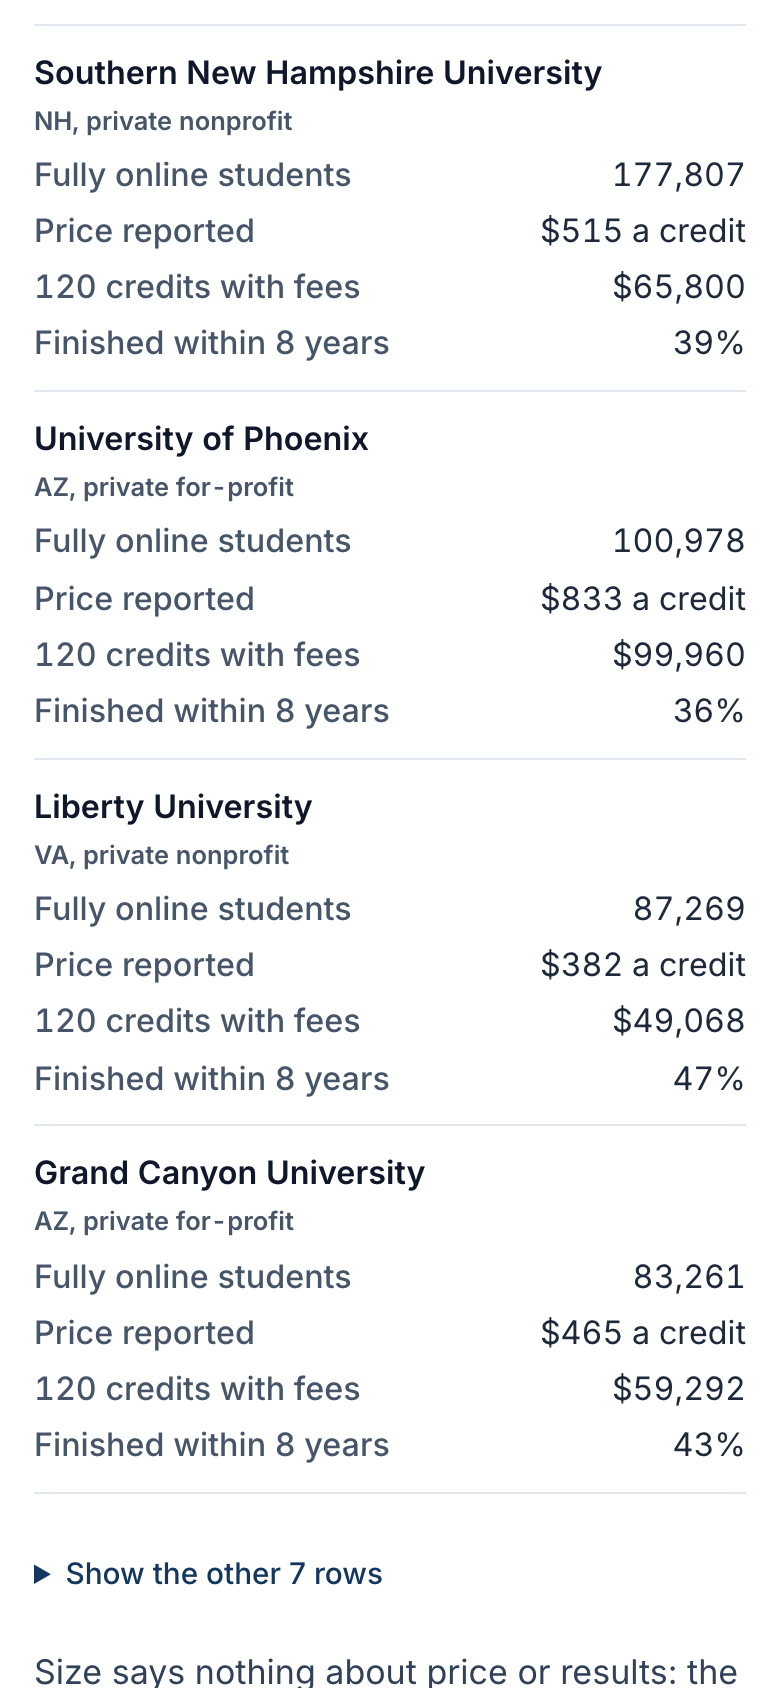 Southern New Hampshire University
NH, private nonprofit
Fully online students 177,807
Price reported $515 a credit
120 credits with fees $65,800
Finished within 8 years 39%
University of Phoenix
AZ, private for-profit
Fully online students 100,978
Price reported $833 a credit
120 credits with fees $99,960
Finished within 8 years 36%
Liberty University
VA, private nonprofit
Fully online students 87,269
Price reported $382 a credit
120 credits with fees $49,068
Finished within 8 years 47%
Grand Canyon University
AZ, private for-profit
Fully online students 83,261
Price reported $465 a credit
120 credits with fees $59,292
Finished within 8 years 43%
Show the other 7 rows
Size says nothing about price or results: the